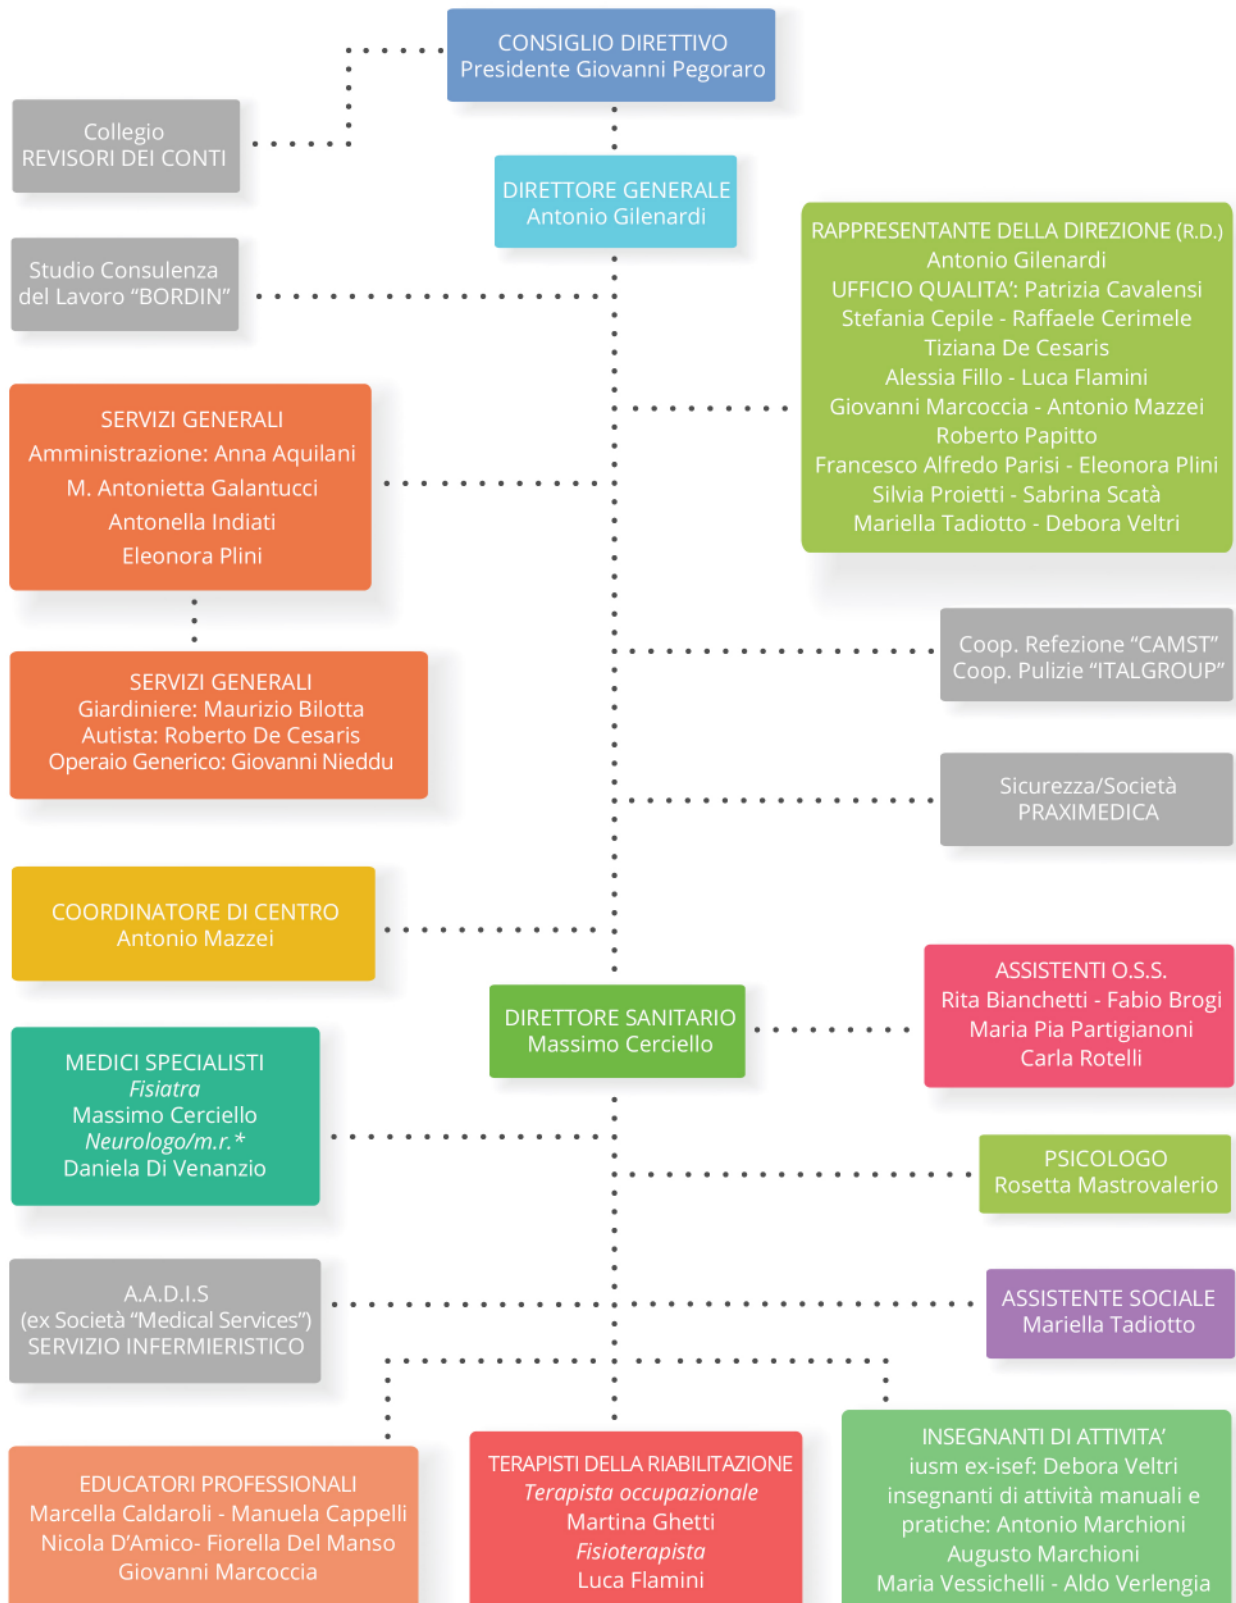 CONSIGLIO DIRETTIVO
Presidente Giovanni Pegoraro
Collegio
REVISORI DEI CONTI
DIRETTORE GENERALE
Antonio Gilenardi
Studio Consulenza
del Lavoro “BORDIN”
RAPPRESENTANTE DELLA DIREZIONE (R.D.)
Antonio Gilenardi
UFFICIO QUALITA’: Patrizia Cavalensi
Stefania Cepile - Raffaele Cerimele
Tiziana De Cesaris
Alessia Fillo - Luca Flamini
Giovanni Marcoccia - Antonio Mazzei
Roberto Papitto
Francesco Alfredo Parisi - Eleonora Plini
Silvia Proietti - Sabrina Scatà
Mariella Tadiotto - Debora Veltri
SERVIZI GENERALI
Amministrazione: Anna Aquilani
M. Antonietta Galantucci
Antonella Indiati
Eleonora Plini
SERVIZI GENERALI
Giardiniere: Maurizio Bilotta
Autista: Roberto De Cesaris
Operaio Generico: Giovanni Nieddu
Coop. Refezione “CAMST”
Coop. Pulizie “ITALGROUP”
Sicurezza/Società
PRAXIMEDICA
COORDINATORE DI CENTRO
Antonio Mazzei
DIRETTORE SANITARIO
Massimo Cerciello
ASSISTENTI O.S.S.
Rita Bianchetti - Fabio Brogi
Maria Pia Partigianoni
Carla Rotelli
MEDICI SPECIALISTI
Fisiatra
Massimo Cerciello
Neurologo/m.r.*
Daniela Di Venanzio
PSICOLOGO
Rosetta Mastrovalerio
A.A.D.I.S
(ex Società “Medical Services”)
SERVIZIO INFERMIERISTICO
ASSISTENTE SOCIALE
Mariella Tadiotto
EDUCATORI PROFESSIONALI
Marcella Caldaroli - Manuela Cappelli
Nicola D’Amico- Fiorella Del Manso
Giovanni Marcoccia
TERAPISTI DELLA RIABILITAZIONE
Terapista occupazionale
Martina Ghetti
Fisioterapista
Luca Flamini
INSEGNANTI DI ATTIVITA’
iusm ex-isef: Debora Veltri
insegnanti di attività manuali e
pratiche: Antonio Marchioni
Augusto Marchioni
Maria Vessichelli - Aldo Verlengia